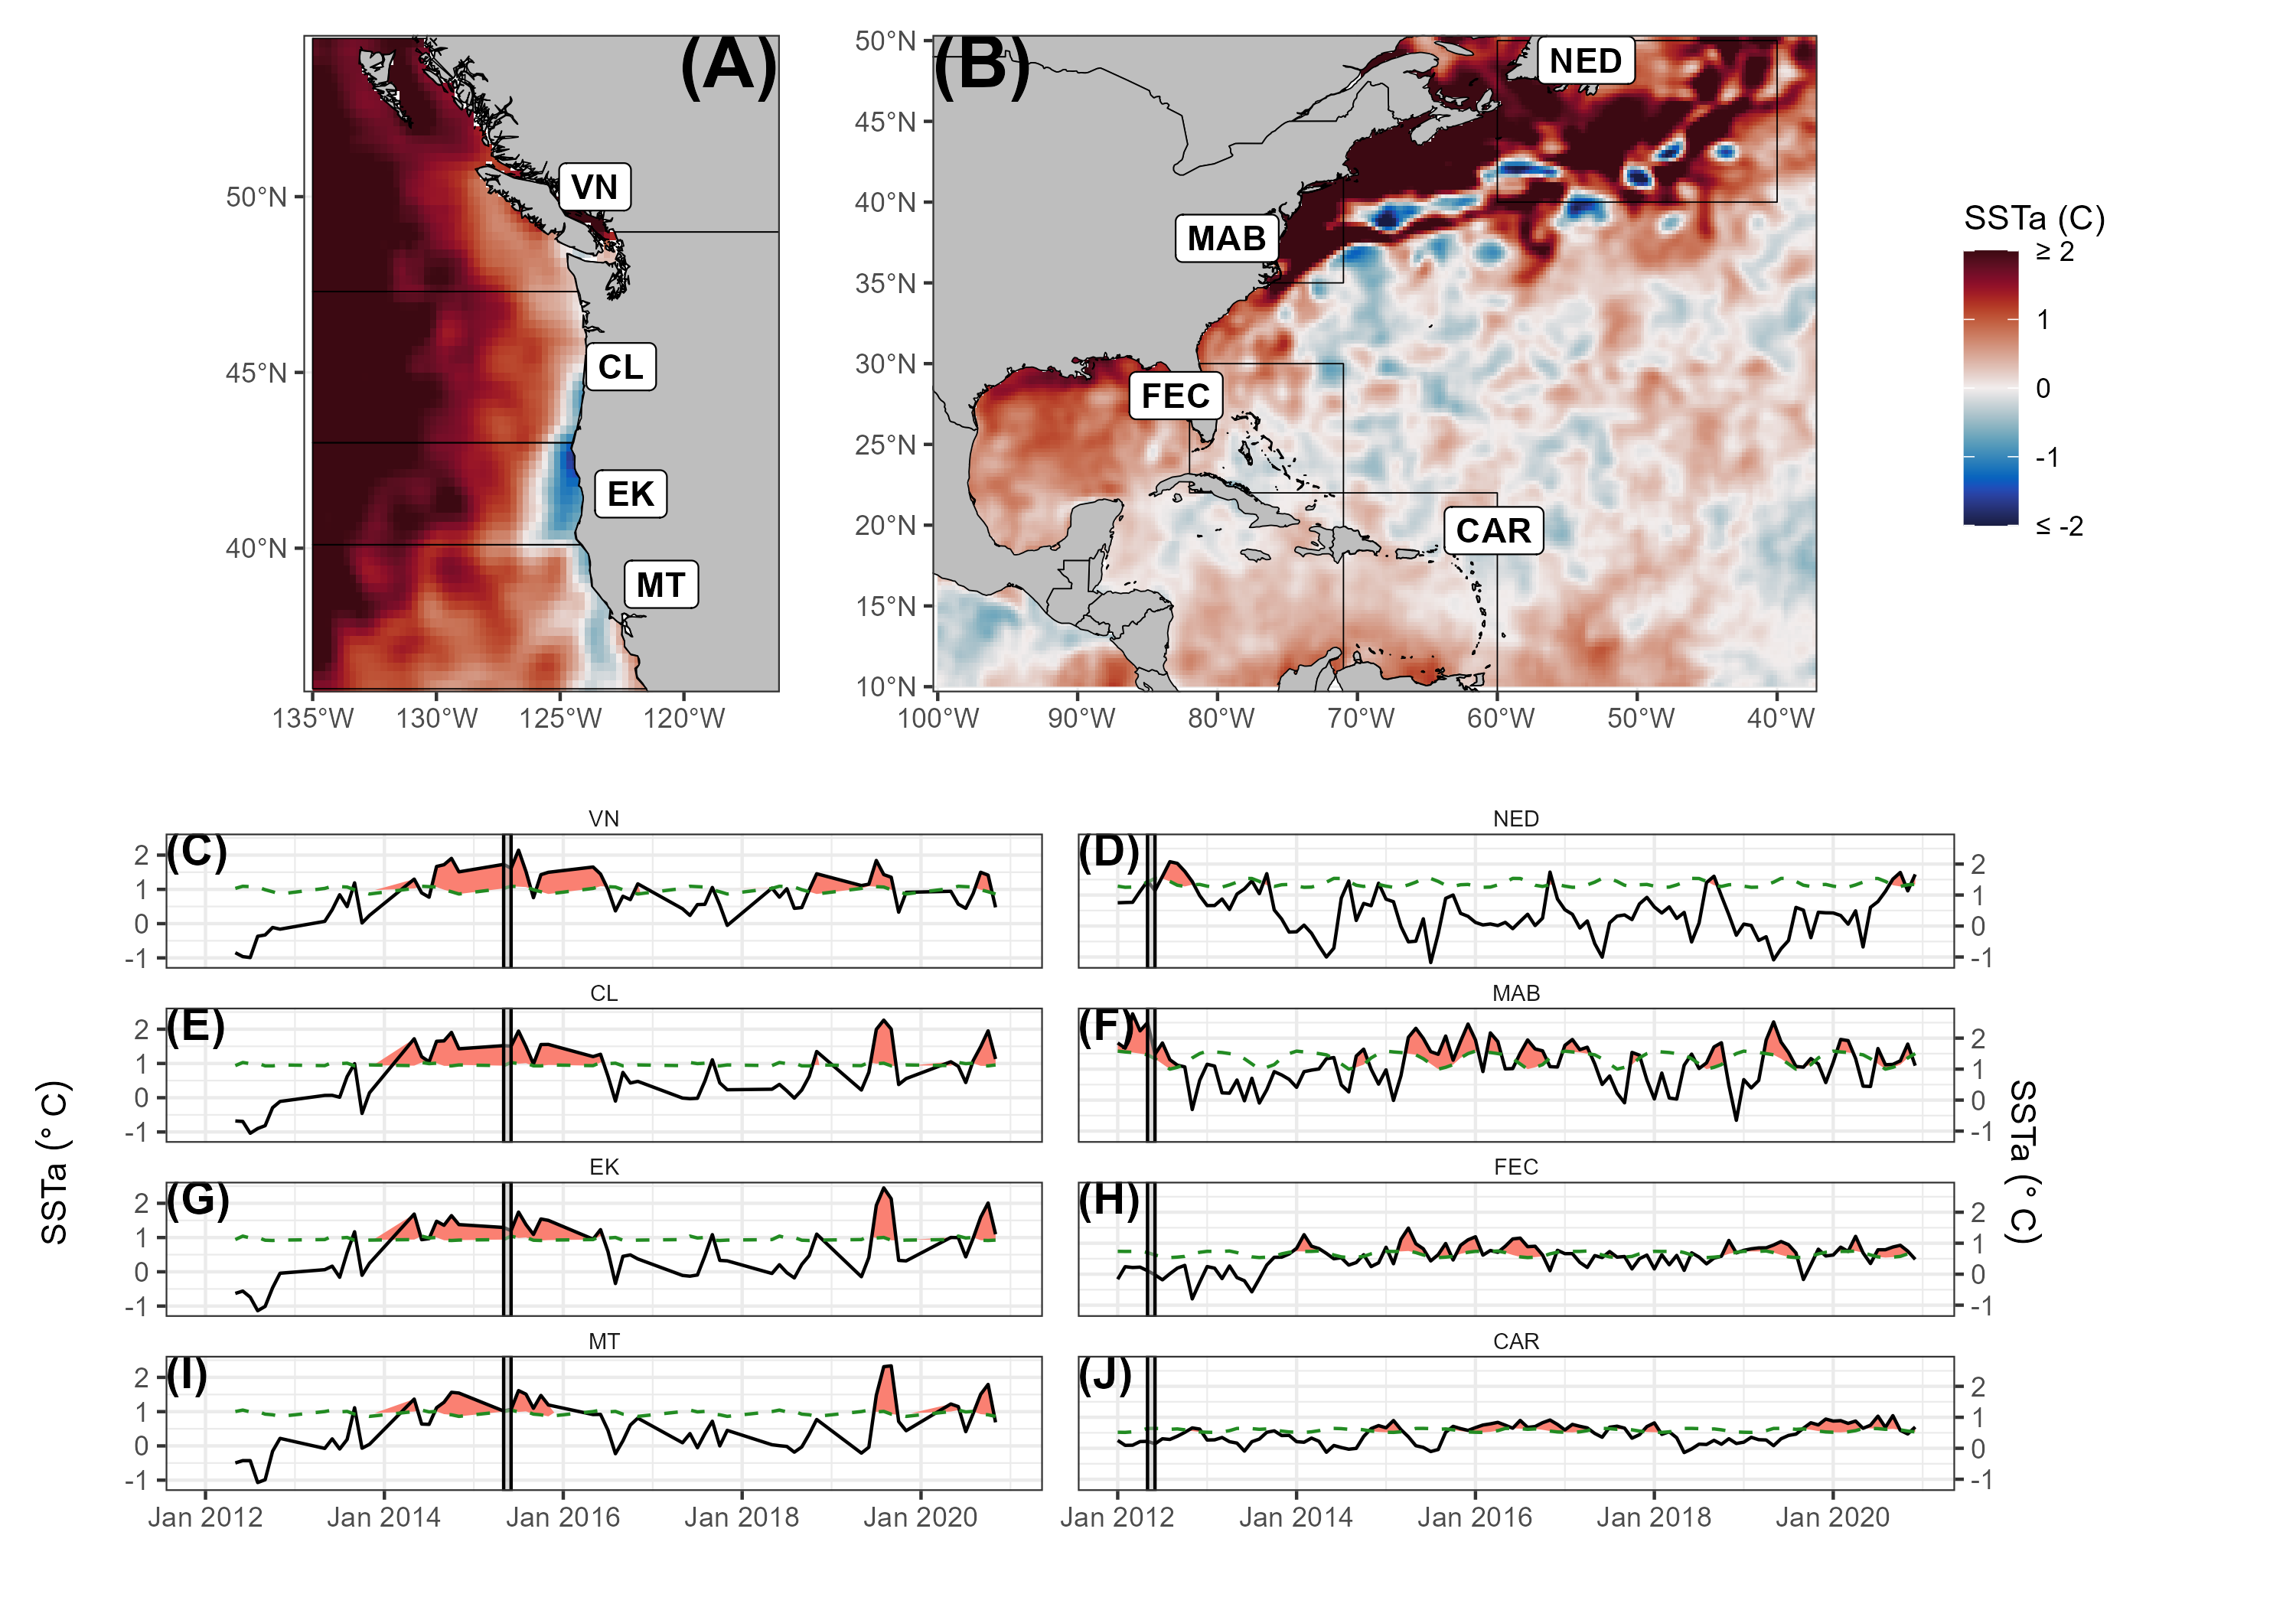 (A)
(B)
50°N
45°N
40°N
VN
CL
EK
MT
135°W 130°W 125°W 120°W
50°N
45°N
40°N
35°N
30°N
25°N
20°N
15°N
10°N
NED
MAB
FEC
CAR
100°W 90°W 80°W 70°W 60°W 50°W 40°W
SSTa (C)
≥ 2
1
0
-1
≤ -2
SSTa (° C)
VN
(C)
2
1
0
-1
NED
(D)
2
1
0
-1
CL
(E)
2
1
0
-1
MAB
(F)
2
1
0
-1
EK
(G)
2
1
0
-1
FEC
(H)
2
1
0
-1
MT
(I)
2
1
0
-1
CAR
(J)
2
1
0
-1
SSTa (° C)
Jan 2012 Jan 2014 Jan 2016 Jan 2018 Jan 2020
Jan 2012 Jan 2014 Jan 2016 Jan 2018 Jan 2020